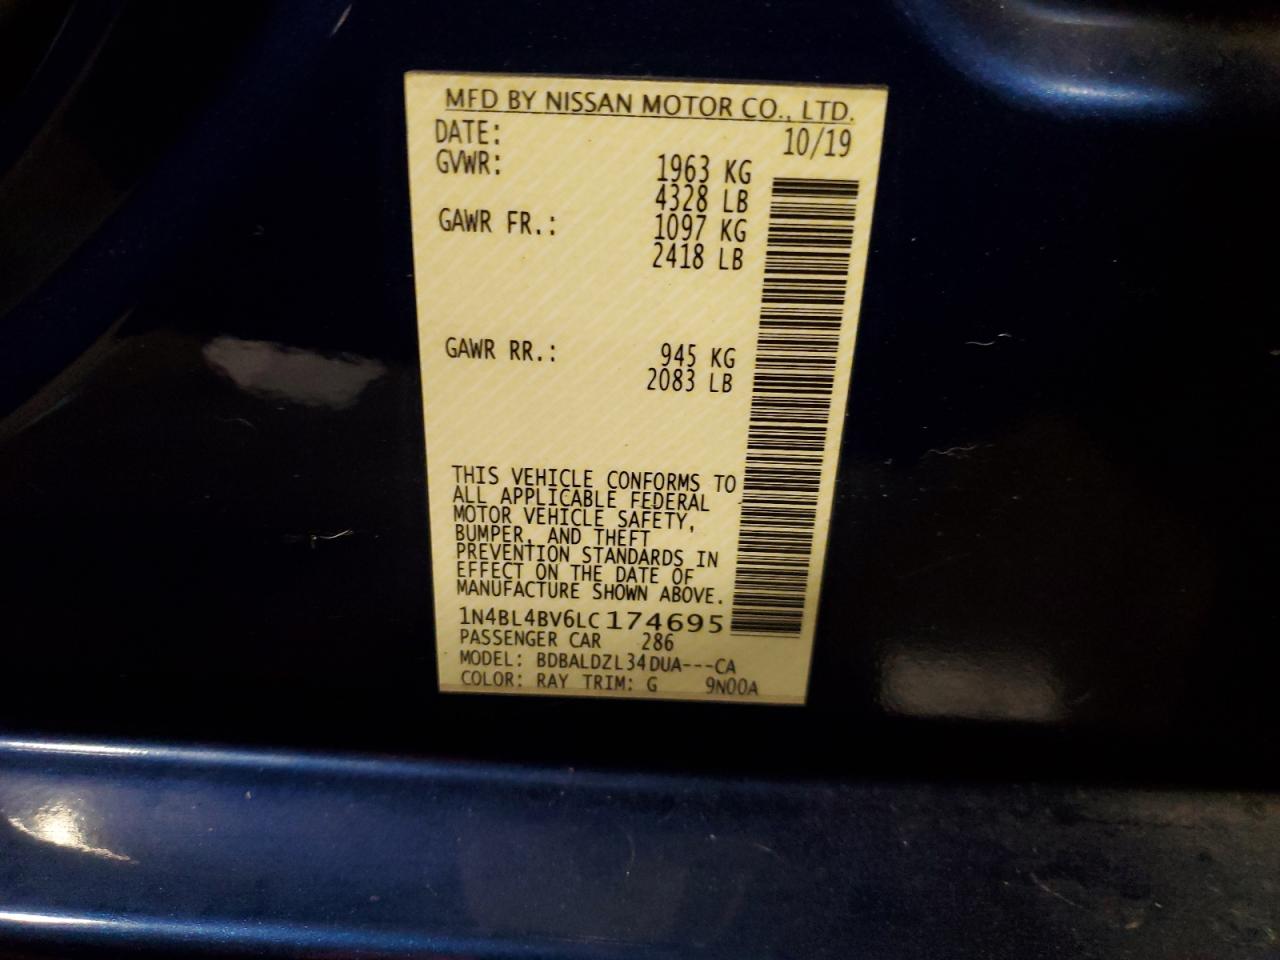 MFD BY NISSAN MOTOR CO., LTD.
DATE: 10/19
GVWR: 1963 KG
4328 LB
GAWR FR.: 1097 KG
2418 LB
GAWR RR.: 945 KG
2083 LB
THIS VEHICLE CONFORMS TO
ALL APPLICABLE FEDERAL
MOTOR VEHICLE SAFETY,
BUMPER, AND THEFT
PREVENTION STANDARDS IN
EFFECT ON THE DATE OF
MANUFACTURE SHOWN ABOVE.
1N4BL4BV6LC174695
PASSENGER CAR 286
MODEL: BDBALDZL34DUA---CA
COLOR: RAY TRIM: G 9N00A